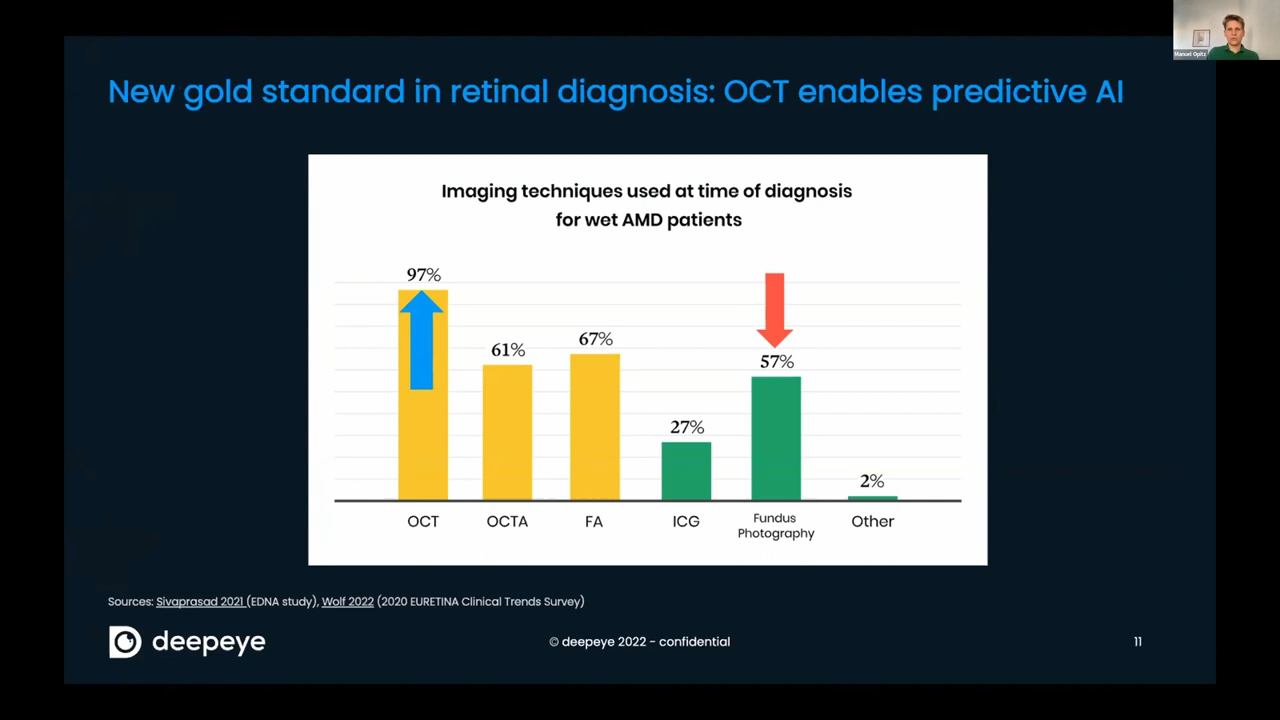 Manuel Opitz
New gold standard in retinal diagnosis: OCT enables predictive AI
Imaging techniques used at time of diagnosis
for wet AMD patients
97%
61%
67%
27%
57%
2%
OCT
OCTA
FA
ICG
Fundus
Photography
Other
Sources: Sivaprasad 2021 (EDNA study), Wolf 2022 (2020 EURETINA Clinical Trends Survey)
deepeye
© deepeye 2022 - confidential
11